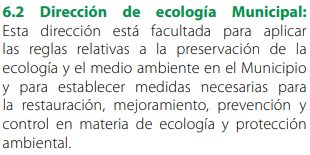 6.2 Dirección de ecología Municipal:
Esta dirección está facultada para aplicar
las reglas relativas a la preservación de la
ecología y el medio ambiente en el Municipio
y para establecer medidas necesarias para
la restauración, mejoramiento, prevención y
control en materia de ecología y protección
ambiental.